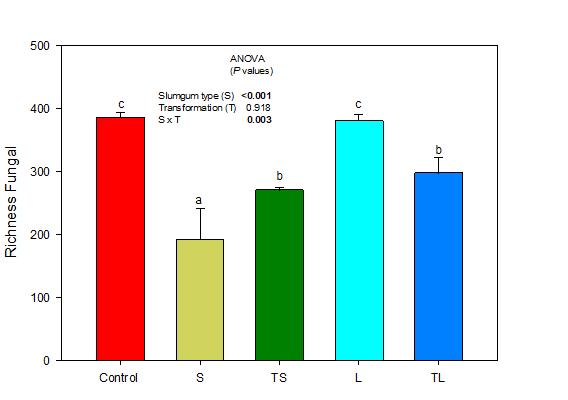 500
ANOVA
(P values)
Slumgum type (S) <0.001
Transformation (T) 0.918
S x T 0.003
400
300
200
100
0
Richness Fungal
c
a
b
c
b
Control S TS L TL